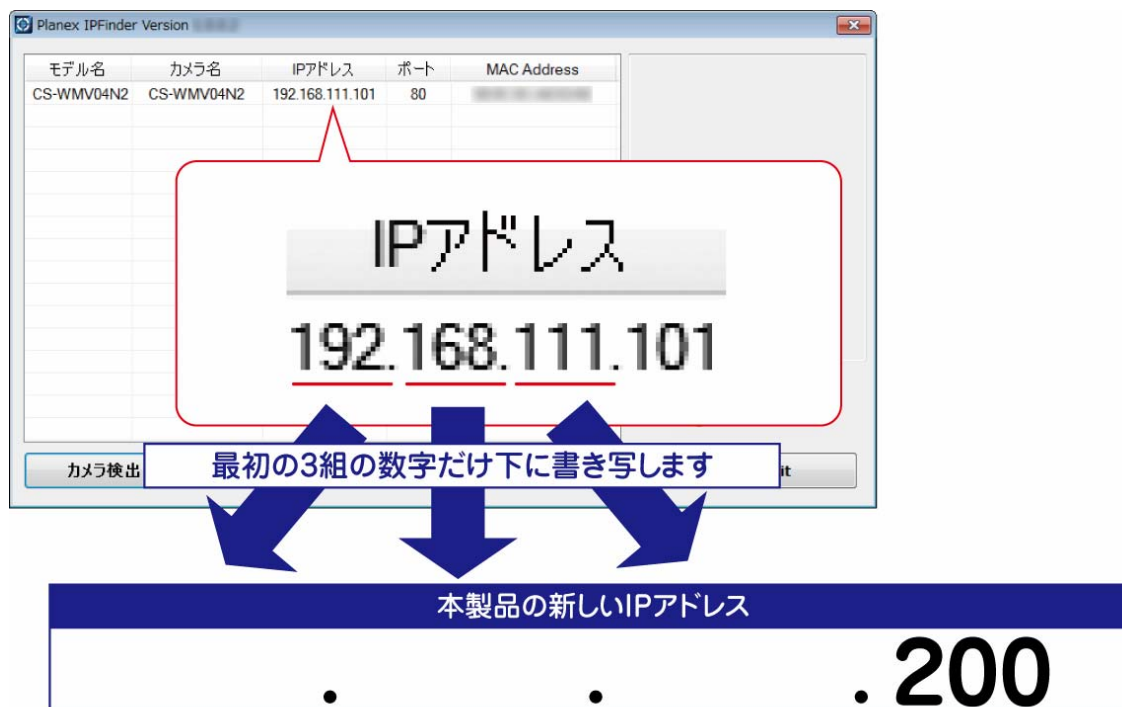 Planex IPFinder Version
モデル名 カメラ名 IPアドレス ポート MAC Address
CS-WMV04N2 CS-WMV04N2 192.168.111.101 80
IPアドレス
192.168.111.101
カメラ検出 最初の3組の数字だけ下に書き写します it
本製品の新しいIPアドレス
. . . 200